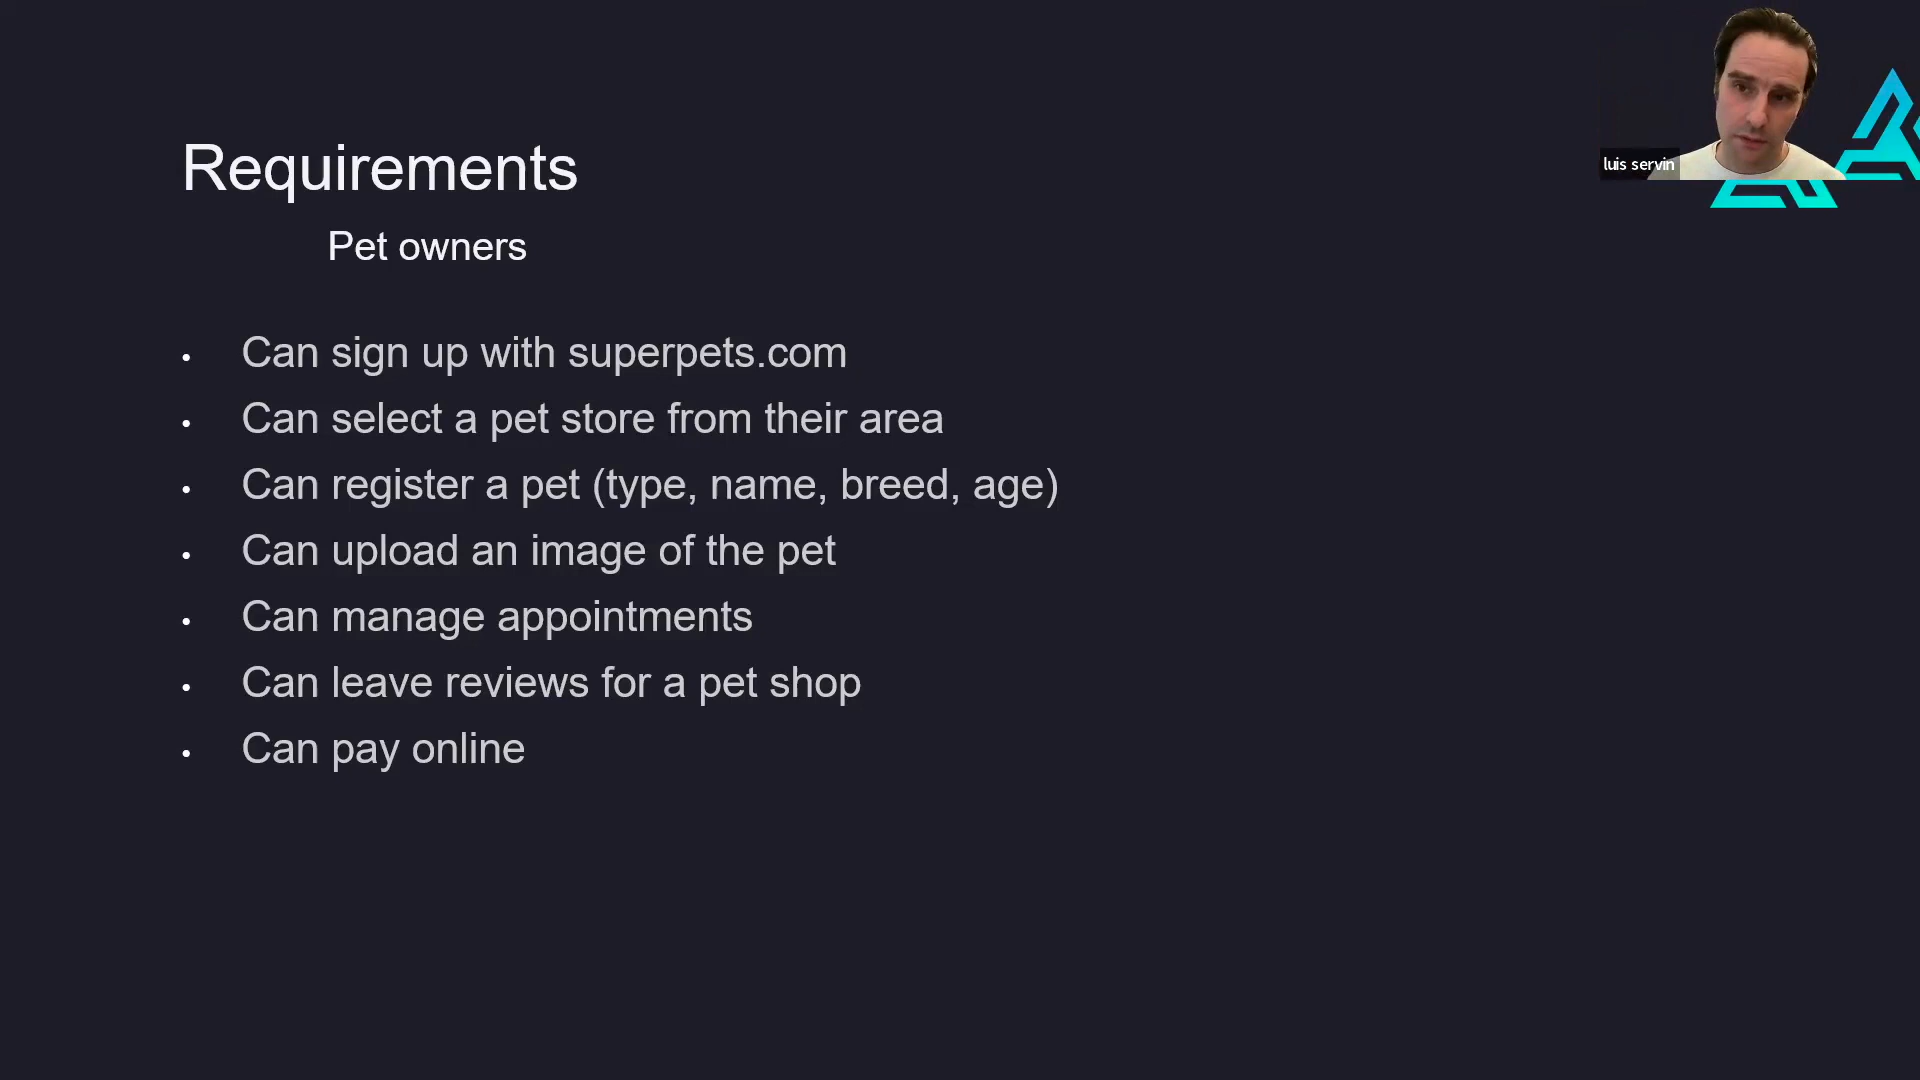 Requirements
Pet owners
• Can sign up with superpets.com
• Can select a pet store from their area
• Can register a pet (type, name, breed, age)
• Can upload an image of the pet
• Can manage appointments
• Can leave reviews for a pet shop
• Can pay online
luis servin